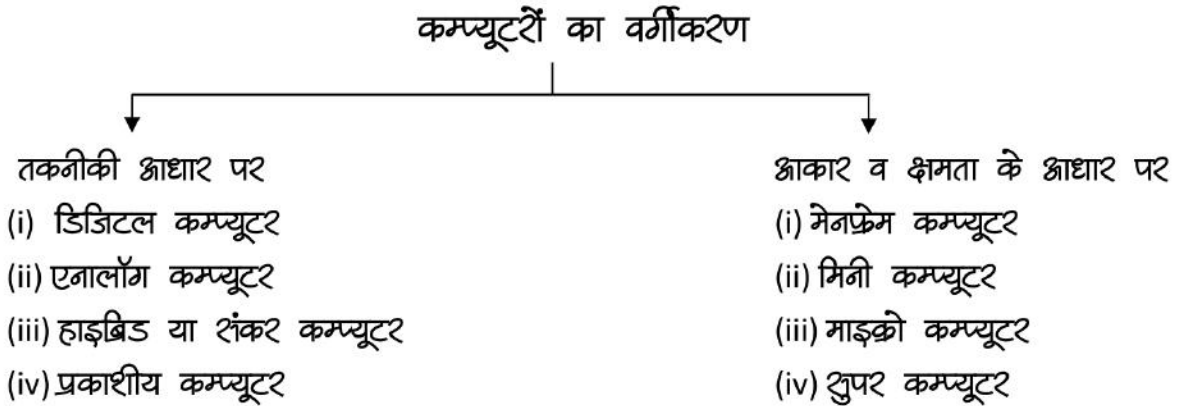 कम्प्यूटरों का वर्गीकरण
तकनीकी आधार पर
(i) डिजिटल कम्प्यूटर
(ii) एनालॉग कम्प्यूटर
(iii) हाइब्रिड या संकर कम्प्यूटर
(iv) प्रकाशीय कम्प्यूटर
आकार व क्षमता के आधार पर
(i) मेनफ्रेम कम्प्यूटर
(ii) मिनी कम्प्यूटर
(iii) माइक्रो कम्प्यूटर
(iv) सुपर कम्प्यूटर